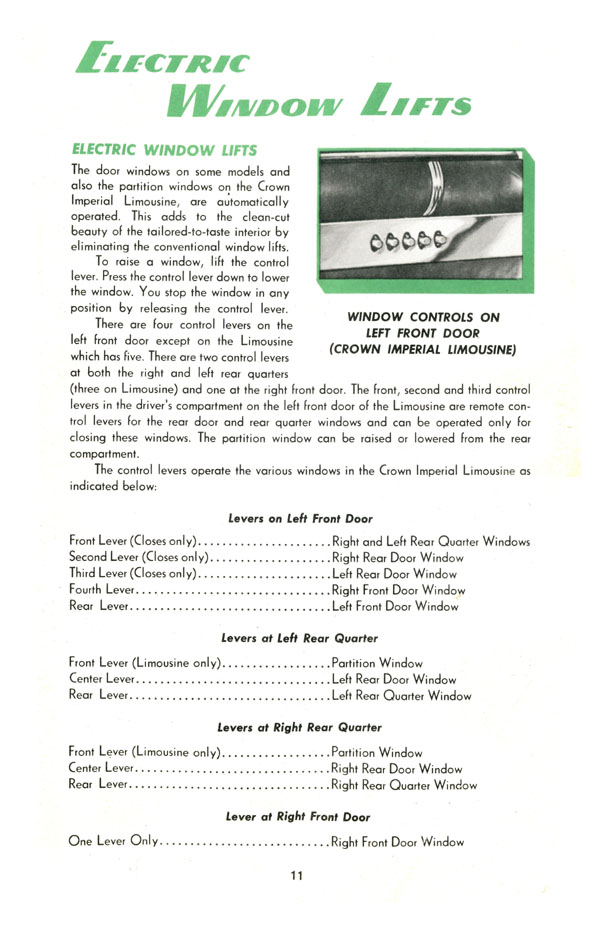 ELECTRIC
WINDOW LIFTS
ELECTRIC WINDOW LIFTS
The door windows on some models and
also the partition windows on the Crown
Imperial Limousine, are automatically
operated. This adds to the clean-cut
beauty of the tailored-to-taste interior by
eliminating the conventional window lifts.
To raise a window, lift the control
lever. Press the control lever down to lower
the window. You stop the window in any
position by releasing the control lever.
There are four control levers on the
left front door except on the Limousine
which has five. There are two control levers
at both the right and left rear quarters
(three on Limousine) and one at the right front door. The front, second and third control
levers in the driver's compartment on the left front door of the Limousine are remote con-
trol levers for the rear door and rear quarter windows and can be operated only for
closing these windows. The partition window can be raised or lowered from the rear
compartment.
The control levers operate the various windows in the Crown Imperial Limousine as
indicated below:
WINDOW CONTROLS ON
LEFT FRONT DOOR
(CROWN IMPERIAL LIMOUSINE)
Levers on Left Front Door
Front Lever (Closes only)......................Right and Left Rear Quarter Windows
Second Lever (Closes only)....................Right Rear Door Window
Third Lever (Closes only)......................Left Rear Door Window
Fourth Lever................................Right Front Door Window
Rear Lever.................................Left Front Door Window
Levers at Left Rear Quarter
Front Lever (Limousine only)..................Partition Window
Center Lever................................Left Rear Door Window
Rear Lever.................................Left Rear Quarter Window
Levers at Right Rear Quarter
Front Lever (Limousine only)..................Partition Window
Center Lever................................Right Rear Door Window
Rear Lever.................................Right Rear Quarter Window
Lever at Right Front Door
One Lever Only............................Right Front Door Window
11